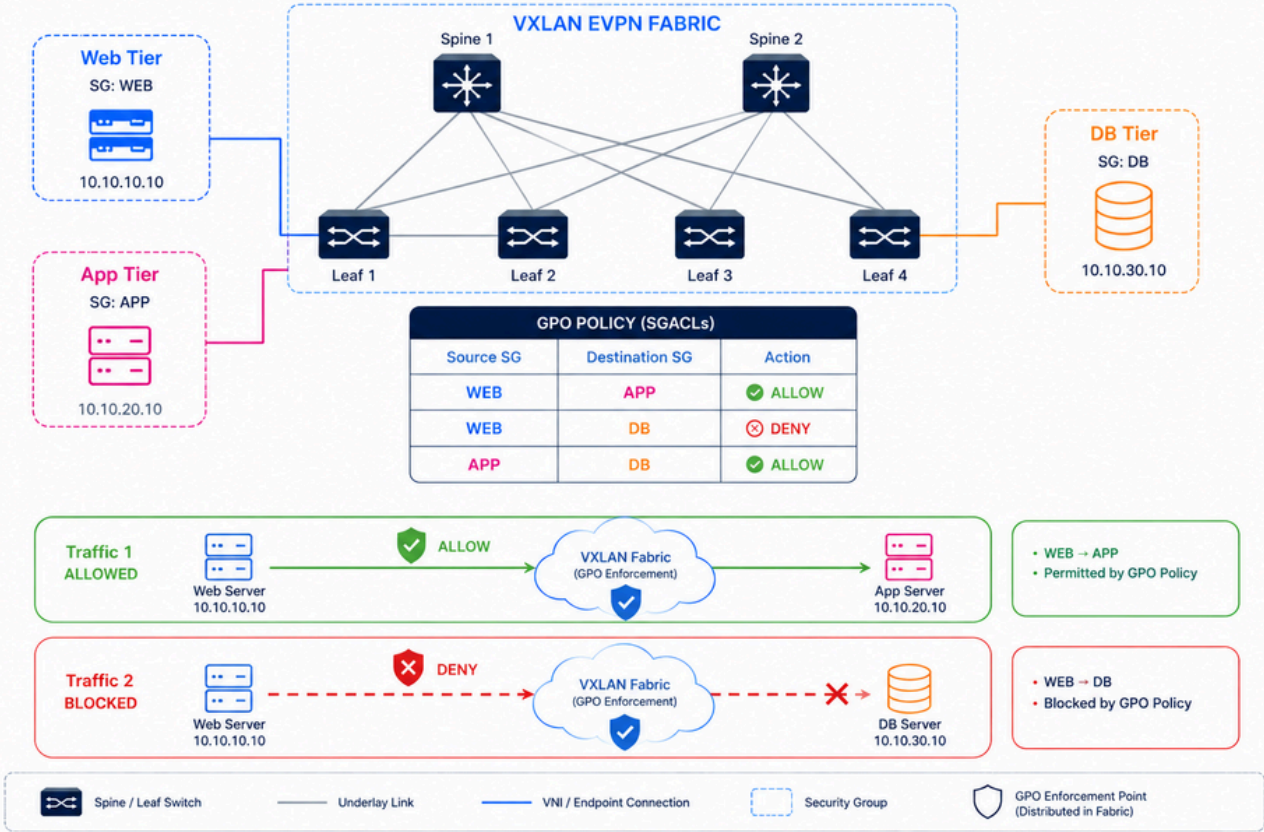 VXLAN EVPN FABRIC
Spine 1
Spine 2
Web Tier
SG: WEB
10.10.10.10
App Tier
SG: APP
10.10.20.10
DB Tier
SG: DB
10.10.30.10
Leaf 1
Leaf 2
Leaf 3
Leaf 4
GPO POLICY (SGACLs)
Source SG Destination SG Action
WEB APP ALLOW
WEB DB DENY
APP DB ALLOW
Traffic 1
ALLOWED
Web Server
10.10.10.10
ALLOW
VXLAN Fabric
(GPO Enforcement)
App Server
10.10.20.10
• WEB → APP
• Permitted by GPO Policy
Traffic 2
BLOCKED
Web Server
10.10.10.10
DENY
VXLAN Fabric
(GPO Enforcement)
DB Server
10.10.30.10
• WEB → DB
• Blocked by GPO Policy
Spine / Leaf Switch
Underlay Link
VNI / Endpoint Connection
Security Group
GPO Enforcement Point
(Distributed in Fabric)